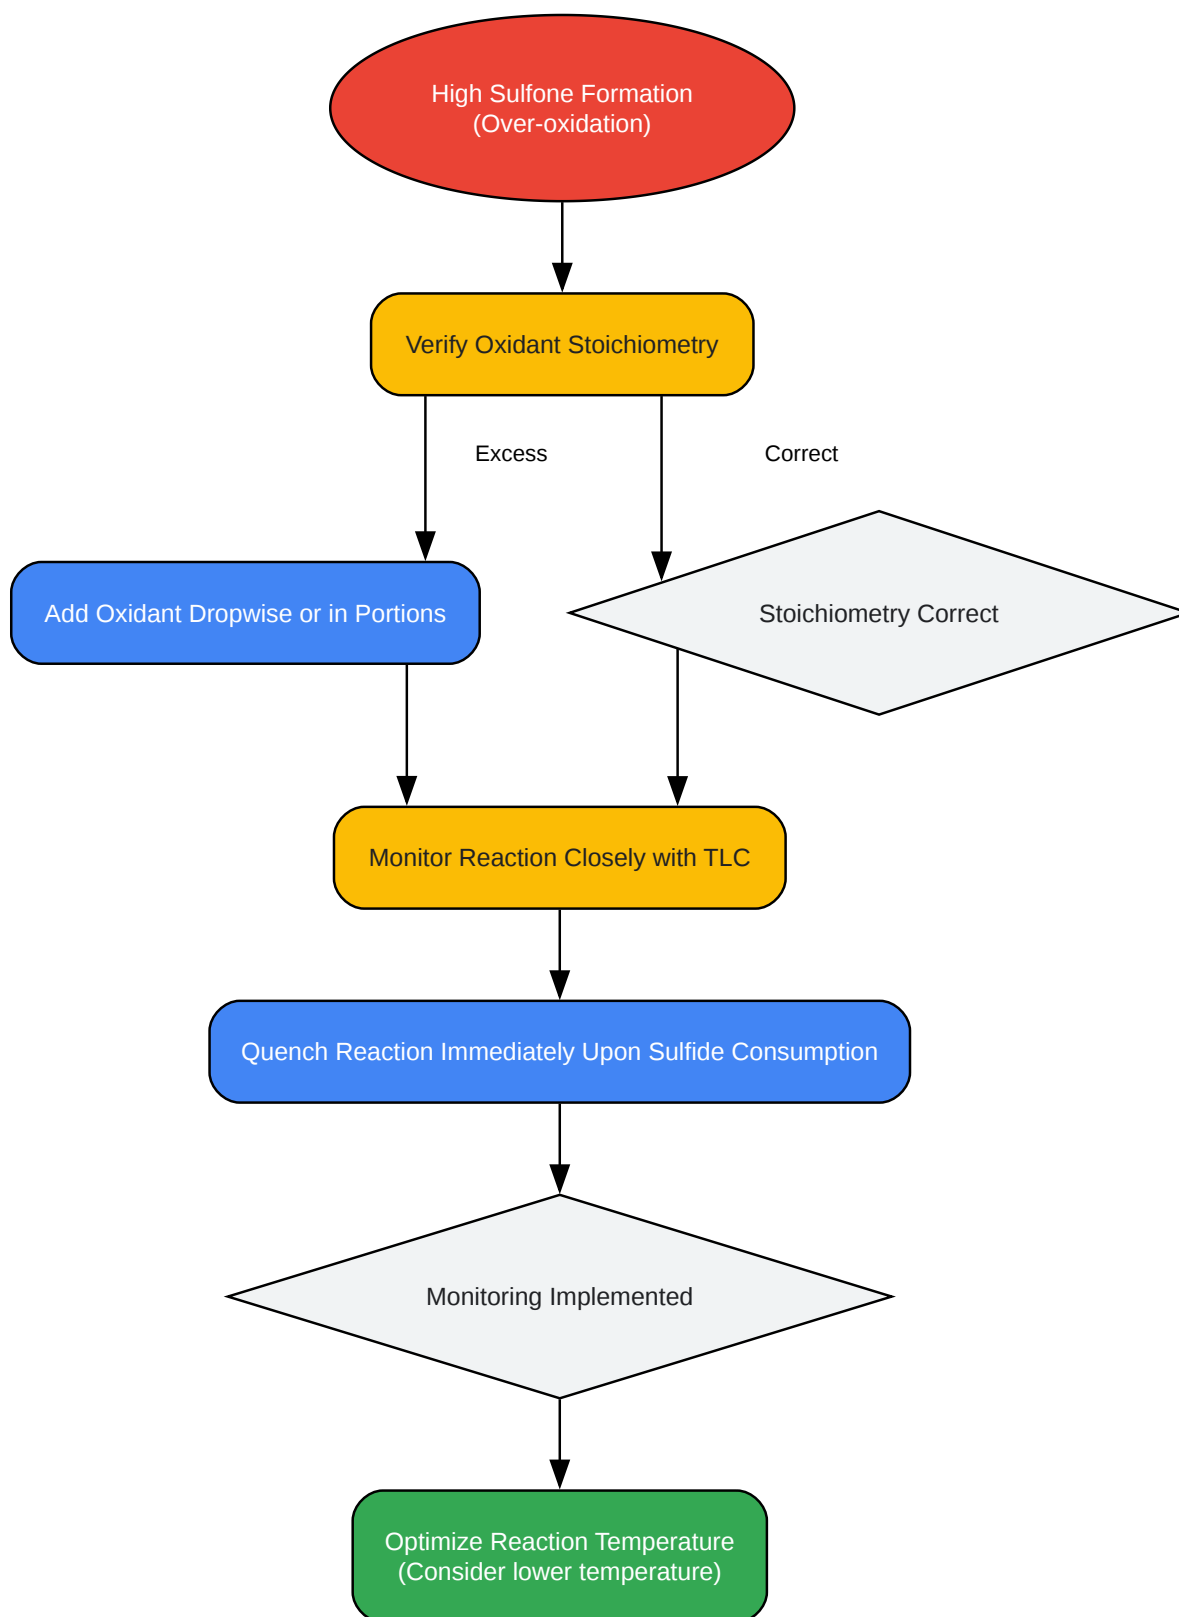 High Sulfone Formation
(Over-oxidation)
Verify Oxidant Stoichiometry
Excess
Correct
Add Oxidant Dropwise or in Portions
Stoichiometry Correct
Monitor Reaction Closely with TLC
Quench Reaction Immediately Upon Sulfide Consumption
Monitoring Implemented
Optimize Reaction Temperature
(Consider lower temperature)